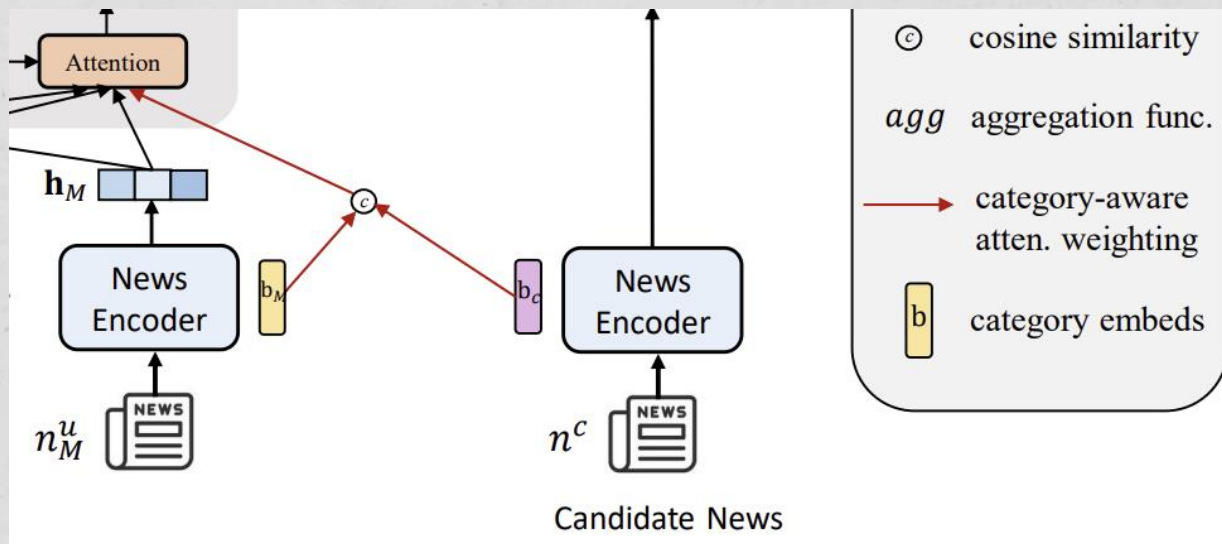 Attention
h_M
News
Encoder
b_M
c
b_c
News
Encoder
NEWS
n_M^u
NEWS
n^c
Candidate News
c cosine similarity
agg aggregation func.
category-aware
atten. weighting
b category embeds